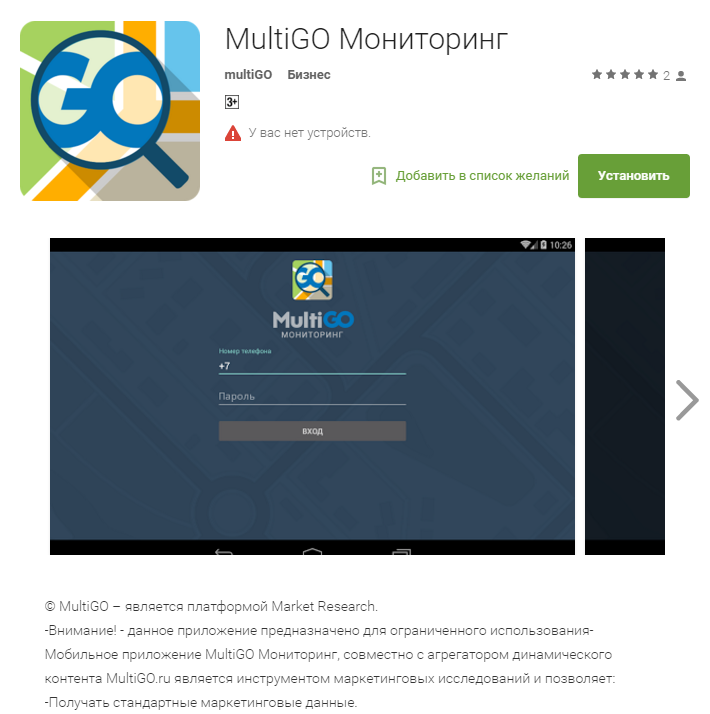 GO
MultiGO Мониторинг
multiGO Бизнес
2
3+
У вас нет устройств.
Добавить в список желаний
Установить
10:26
GO
MultiGO
МОНИТОРИНГ
Номер телефона
+7
Пароль
ВХОД
© MultiGO – является платформой Market Research.
-Внимание! - данное приложение предназначено для ограниченного использования-
Мобильное приложение MultiGO Мониторинг, совместно с агрегатором динамического
контента MultiGO.ru является инструментом маркетинговых исследований и позволяет:
-Получать стандартные маркетинговые данные.